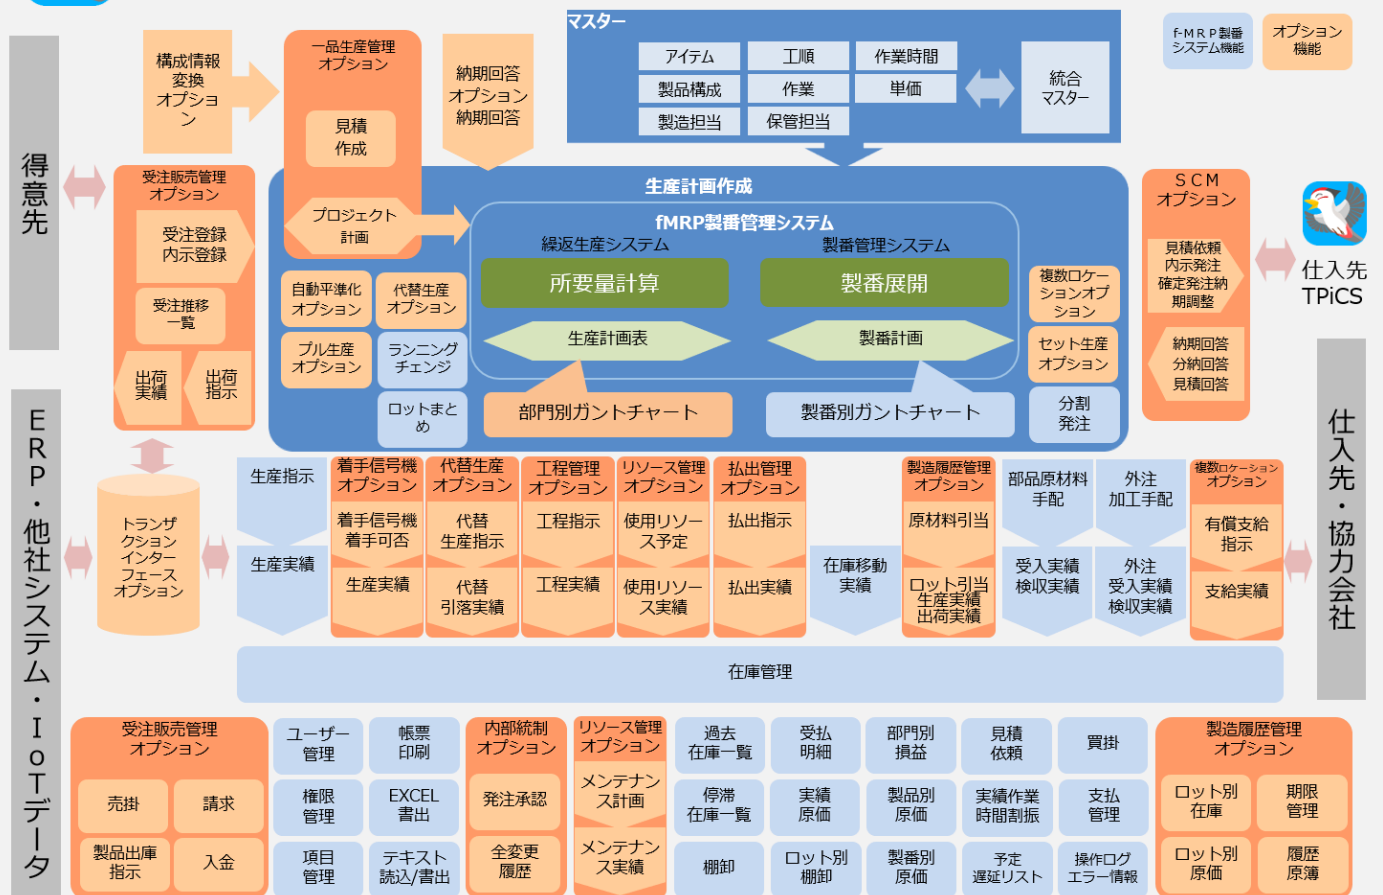 マスター
アイテム
工順
作業時間
製品構成
作業
単価
製造担当
保管担当
統合
マスター
f-ＭＲＰ製番
システム機能
オプション
機能
得意先
構成情報
変換
オプショ
ン
一品生産管理
オプション
見積
作成
プロジェクト
計画
納期回答
オプション
納期回答
受注販売管理
オプション
受注登録
内示登録
受注推移
一覧
出荷
実績
出荷
指示
生産計画作成
fMRP製番管理システム
繰返生産システム
所要量計算
生産計画表
製番管理システム
製番展開
製番計画
自動平準化
オプション
代替生産
オプション
プル生産
オプション
ランニング
チェンジ
ロットまと
め
部門別ガントチャート
製番別ガントチャート
複数ロケー
ションオプ
ション
セット生産
オプション
分割
発注
ＳＣＭ
オプション
見積依頼
内示発注
確定発注納
期調整
納期回答
分納回答
見積回答
仕入先
TPiCS
仕入先・協力会社
ＥＲＰ・他社システム・ＩｏＴデータ
トランザ
クション
インター
フェース
オプション
生産指示
生産実績
着手信号機
オプション
着手信号機
着手可否
生産実績
代替生産
オプション
代替
生産指示
代替
引落実績
工程管理
オプション
工程指示
工程実績
リソース管理
オプション
使用リソー
ス予定
使用リソー
ス実績
払出管理
オプション
払出指示
払出実績
在庫移動
実績
製造履歴管理
オプション
原材料引当
ロット引当
生産実績
出荷実績
部品原材料
手配
受入実績
検収実績
外注
加工手配
外注
受入実績
検収実績
複数ロケーション
オプション
有償支給
指示
支給実績
在庫管理
受注販売管理
オプション
売掛
請求
製品出庫
指示
入金
ユーザー
管理
権限
管理
項目
管理
帳票
印刷
EXCEL
書出
テキスト
読込/書出
内部統制
オプション
発注承認
全変更
履歴
リソース管理
オプション
メンテナン
ス計画
メンテナン
ス実績
過去
在庫一覧
停滞
在庫一覧
棚卸
受払
明細
実績
原価
ロット別
棚卸
部門別
損益
製品別
原価
製番別
原価
見積
依頼
実績作業
時間割振
予定
遅延リスト
買掛
支払
管理
操作ログ
エラー情報
製造履歴管理
オプション
ロット別
在庫
期限
管理
ロット別
原価
履歴
原簿